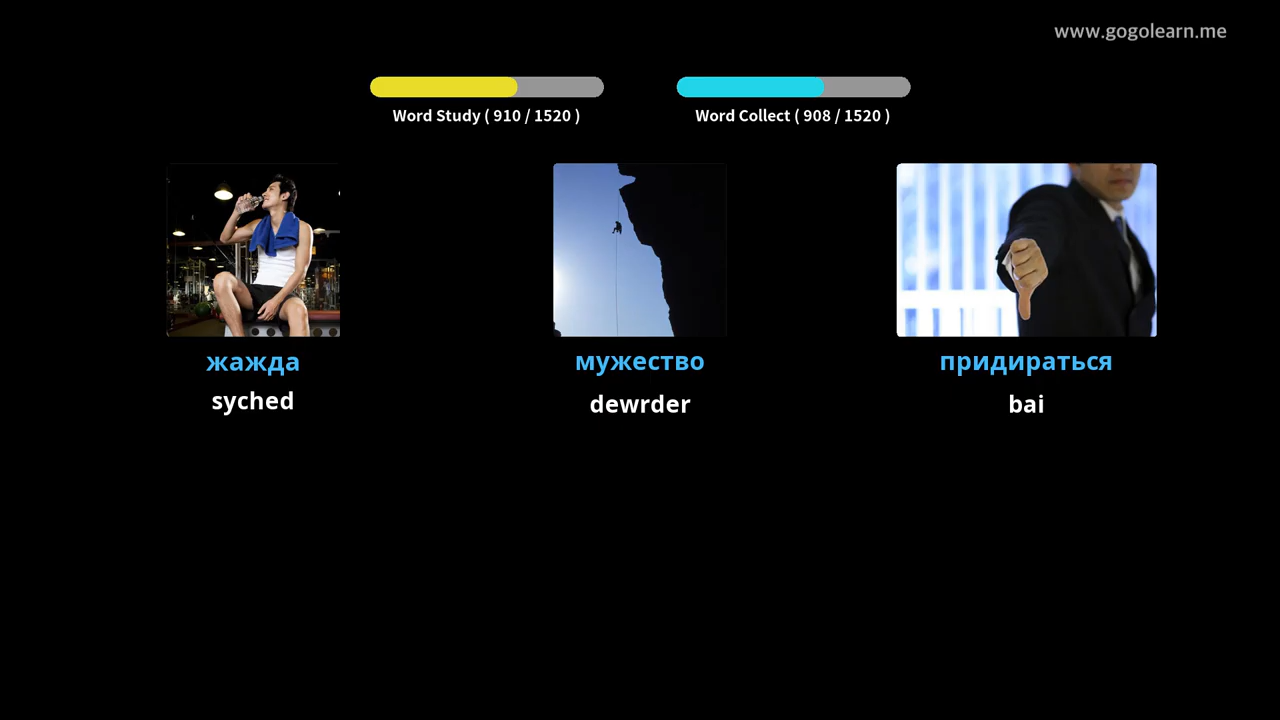 www.gogolearn.me
Word Study ( 910 / 1520 )
Word Collect ( 908 / 1520 )
жажда
syched
мужество
dewrder
придираться
bai